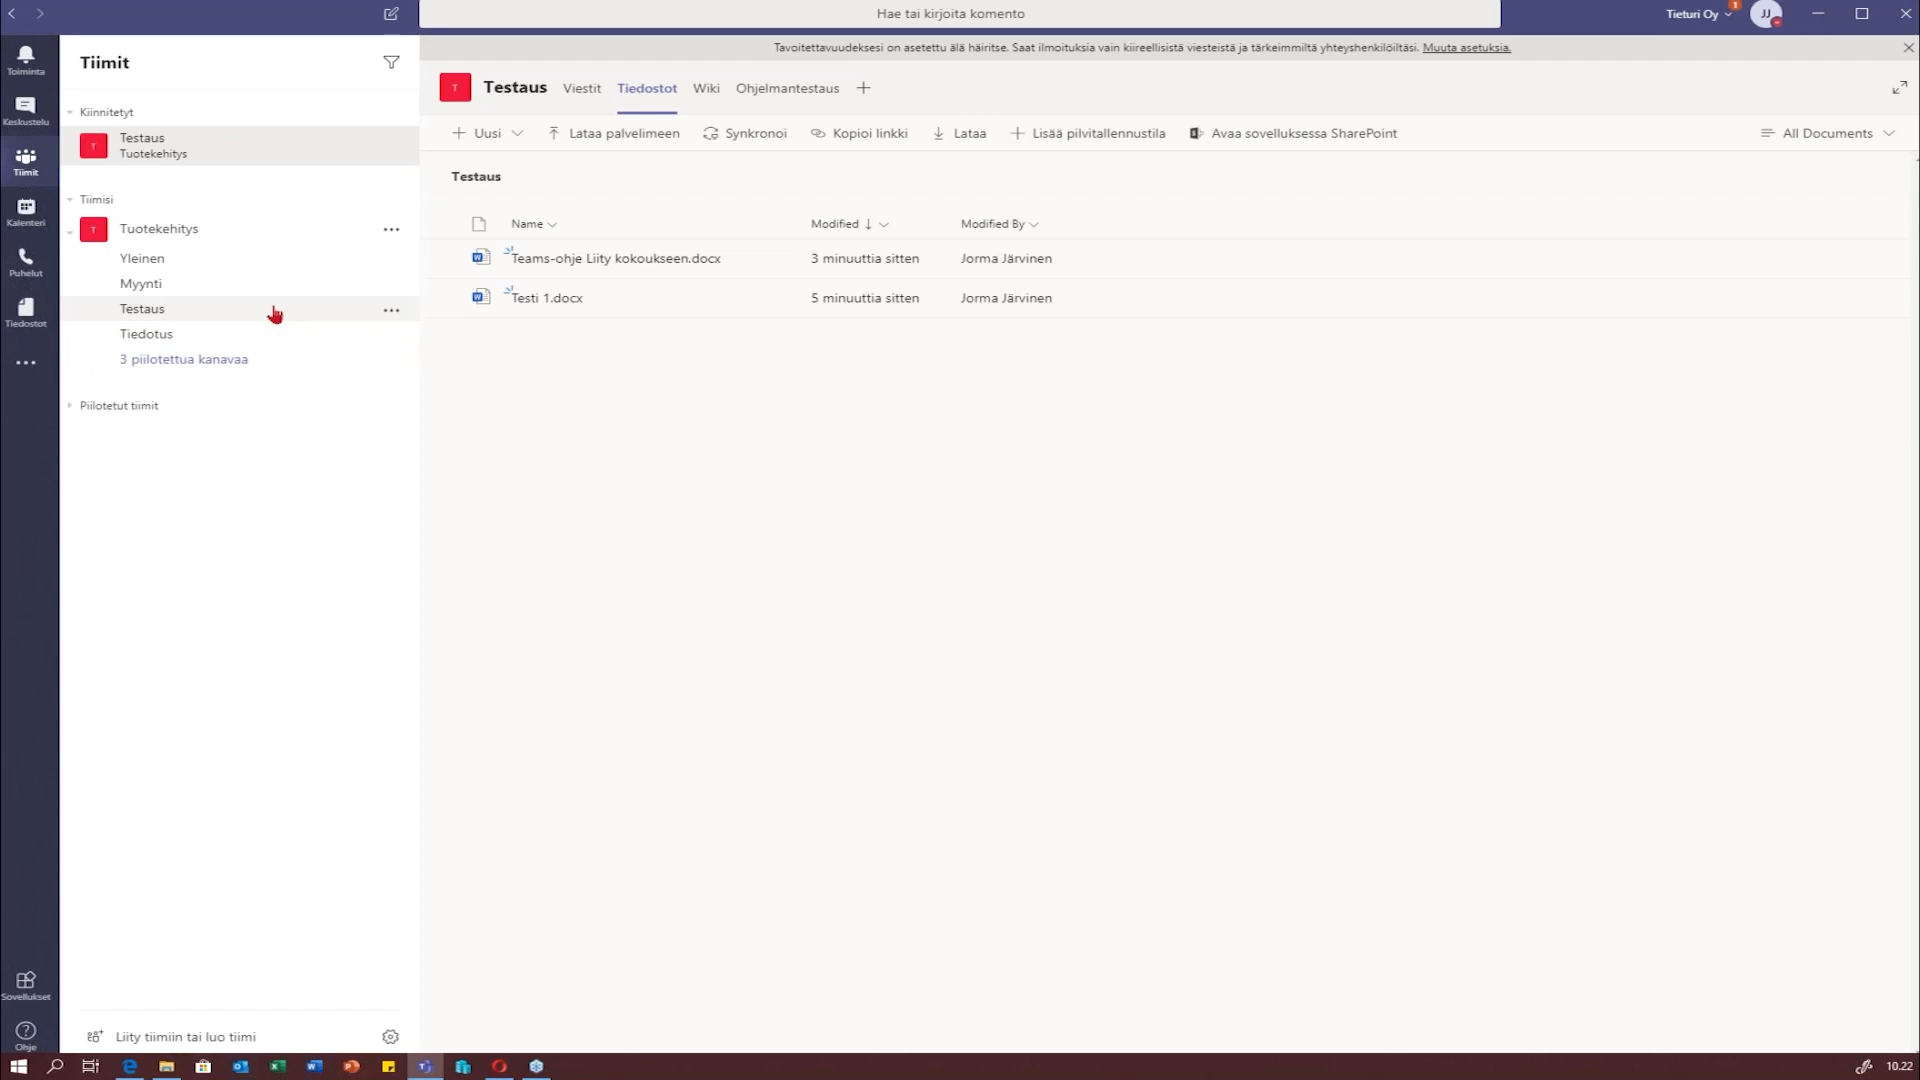 Hae tai kirjoita komento
Tieturi Oy
1
JJ
Tavoitettavuudeksesi on asetettu älä häiritse. Saat ilmoituksia vain kiireellisistä viesteistä ja tärkeimmiltä yhteyshenkilöiltäsi. Muuta asetuksia.
Toiminta
Keskustelu
Tiimit
Kalenteri
Puhelut
Tiedostot
Sovellukset
Ohje
Tiimit
Kiinnitetyt
T
Testaus
Tuotekehitys
Tiimisi
T
Tuotekehitys
Yleinen
Myynti
Testaus
Tiedotus
3 piilotettua kanavaa
Piilotetut tiimit
Liity tiimiin tai luo tiimi
T Testaus Viestit Tiedostot Wiki Ohjelmantestaus
Uusi Lataa palvelimeen Synkronoi Kopioi linkki Lataa Lisää pilvitallennustila Avaa sovelluksessa SharePoint All Documents
Testaus
Name Modified Modified By
Teams-ohje Liity kokoukseen.docx 3 minuuttia sitten Jorma Järvinen
Testi 1.docx 5 minuuttia sitten Jorma Järvinen
10.22